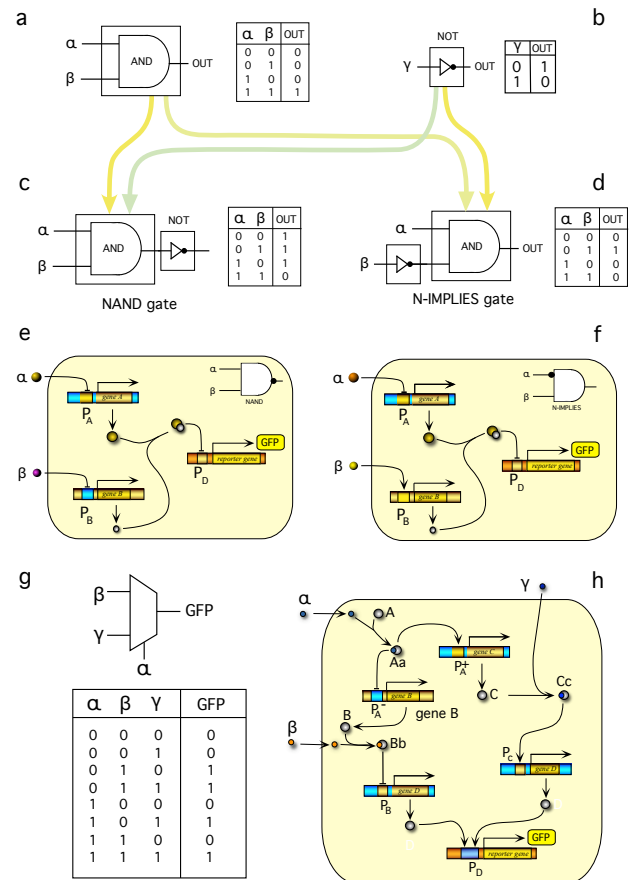 a
α
β
AND
OUT
α β OUT
0 0 0
0 1 0
1 0 0
1 1 1
b
NOT
γ
OUT
γ OUT
0 1
1 0
c
α
β
AND
NOT
α β OUT
0 0 1
0 1 1
1 0 1
1 1 0
NAND gate
d
α
β
AND
OUT
α β OUT
0 0 0
0 1 1
1 0 0
1 1 0
N-IMPLIES gate
e
α
gene A
P_A
α
β
NAND
GFP
reporter gene
P_D
β
gene B
P_B
f
α
gene A
P_A
α
β
N-IMPLIES
GFP
reporter gene
P_D
β
gene B
P_B
g
β
γ
GFP
α
α β γ GFP
0 0 0 0
0 0 1 0
0 1 0 1
0 1 1 1
1 0 0 0
1 0 1 1
1 1 0 0
1 1 1 1
h
γ
α
A
Aa
gene C
P_A^+
C
Cc
gene B
P_A^-
gene B
B
β
Bb
gene D
P_B
P_c
gene D
GFP
reporter gene
P_D